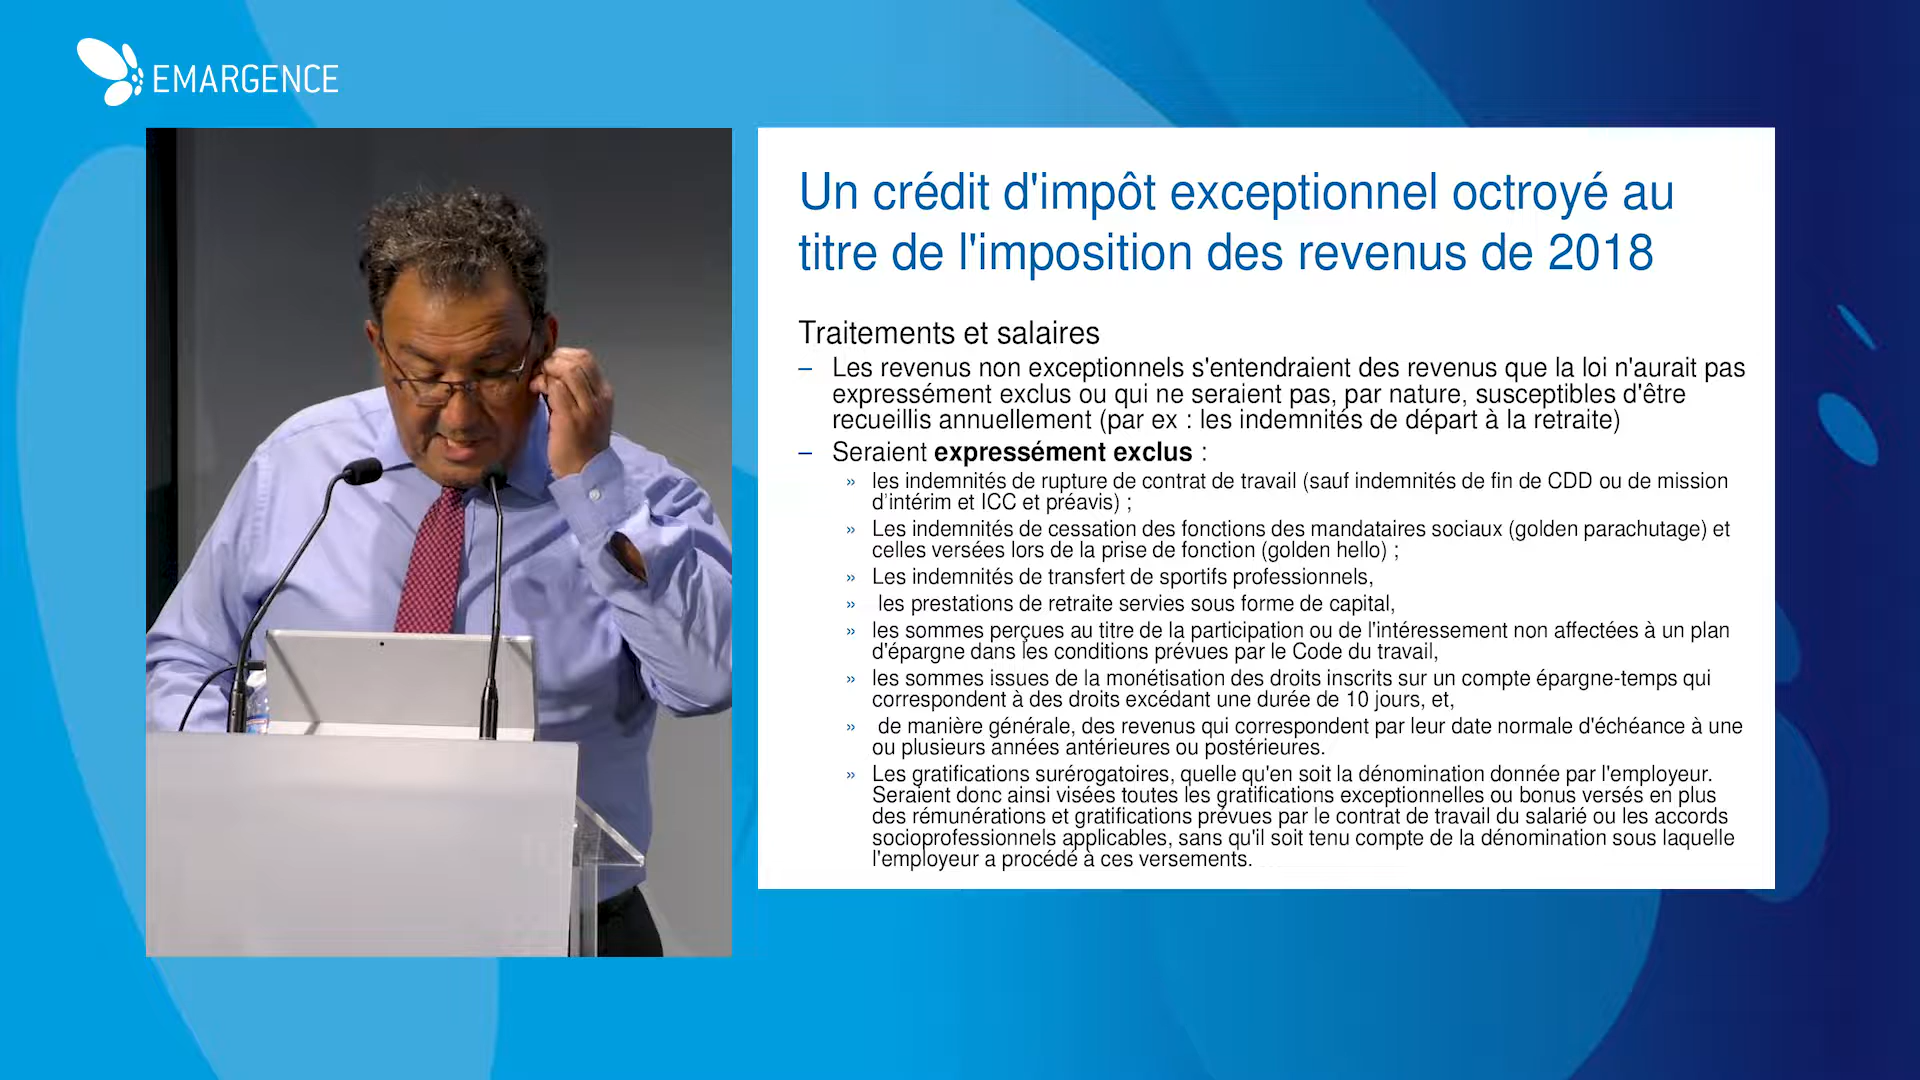 EMARGENCE
Un crédit d'impôt exceptionnel octroyé au
titre de l'imposition des revenus de 2018
Traitements et salaires
– Les revenus non exceptionnels s'entendraient des revenus que la loi n'aurait pas
expressément exclus ou qui ne seraient pas, par nature, susceptibles d'être
recueillis annuellement (par ex : les indemnités de départ à la retraite)
– Seraient expressément exclus :
» les indemnités de rupture de contrat de travail (sauf indemnités de fin de CDD ou de mission
d'intérim et ICC et préavis) ;
» Les indemnités de cessation des fonctions des mandataires sociaux (golden parachutage) et
celles versées lors de la prise de fonction (golden hello) ;
» Les indemnités de transfert de sportifs professionnels,
» les prestations de retraite servies sous forme de capital,
» les sommes perçues au titre de la participation ou de l'intéressement non affectées à un plan
d'épargne dans les conditions prévues par le Code du travail,
» les sommes issues de la monétisation des droits inscrits sur un compte épargne-temps qui
correspondent à des droits excédant une durée de 10 jours, et,
» de manière générale, des revenus qui correspondent par leur date normale d'échéance à une
ou plusieurs années antérieures ou postérieures.
» Les gratifications surérogatoires, quelle qu'en soit la dénomination donnée par l'employeur.
Seraient donc ainsi visées toutes les gratifications exceptionnelles ou bonus versés en plus
des rémunérations et gratifications prévues par le contrat de travail du salarié ou les accords
socioprofessionnels applicables, sans qu'il soit tenu compte de la dénomination sous laquelle
l'employeur a procédé à ces versements.